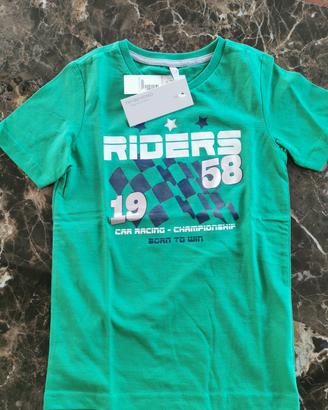 RIDERS
58
19
CAR RACING - CHAMPIONSHIP
BORN TO WIN